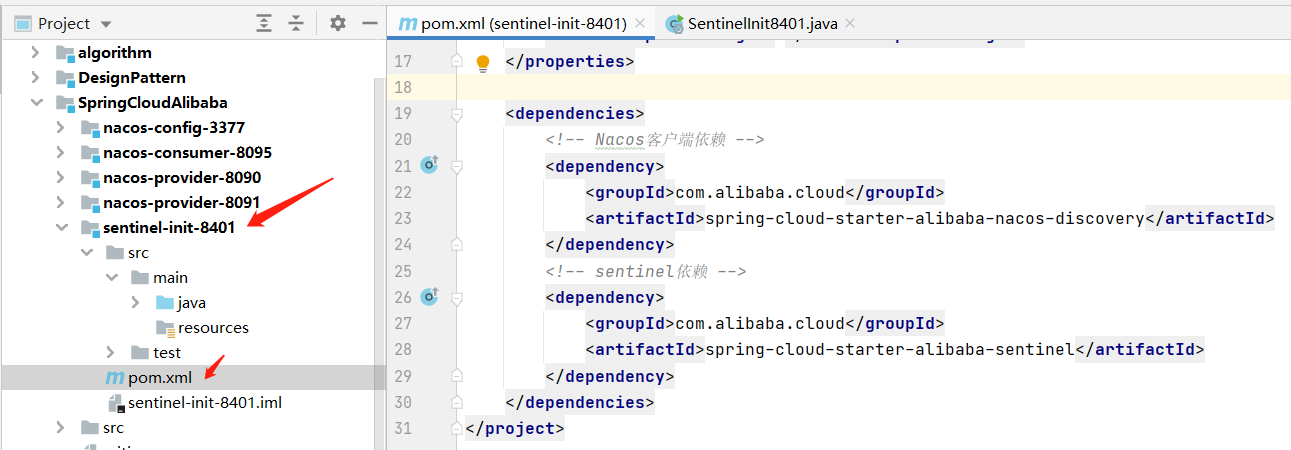 Project
algorithm
DesignPattern
SpringCloudAlibaba
nacos-config-3377
nacos-consumer-8095
nacos-provider-8090
nacos-provider-8091
sentinel-init-8401
src
main
java
resources
test
pom.xml
sentinel-init-8401.iml
src
pom.xml (sentinel-init-8401)
SentinelInit8401.java
17 </properties>
18
19 <dependencies>
20 <!-- Nacos客户端依赖 -->
21 <dependency>
22 <groupId>com.alibaba.cloud</groupId>
23 <artifactId>spring-cloud-starter-alibaba-nacos-discovery</artifactId>
24 </dependency>
25 <!-- sentinel依赖 -->
26 <dependency>
27 <groupId>com.alibaba.cloud</groupId>
28 <artifactId>spring-cloud-starter-alibaba-sentinel</artifactId>
29 </dependency>
30 </dependencies>
31 </project>